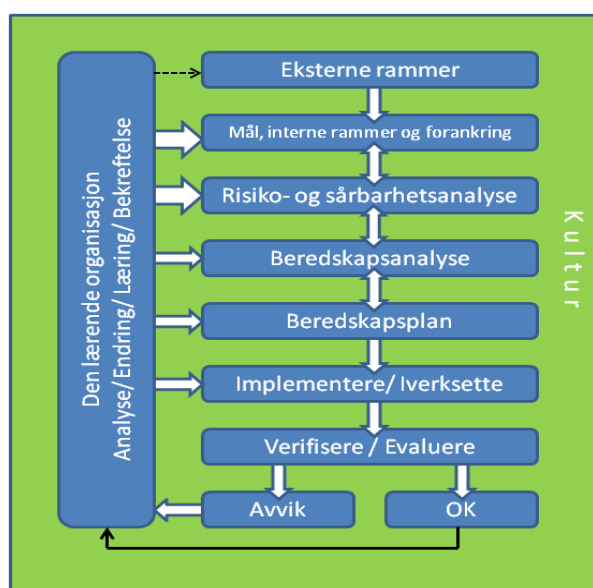 Den lærende organisasjon
Analyse/ Endring/ Læring/ Bekreftelse
Eksterne rammer
Mål, interne rammer og forankring
Risiko- og sårbarhetsanalyse
Beredskapsanalyse
Beredskapsplan
Implementere/ Iverksette
Verifisere / Evaluere
Avvik
OK
Kultur